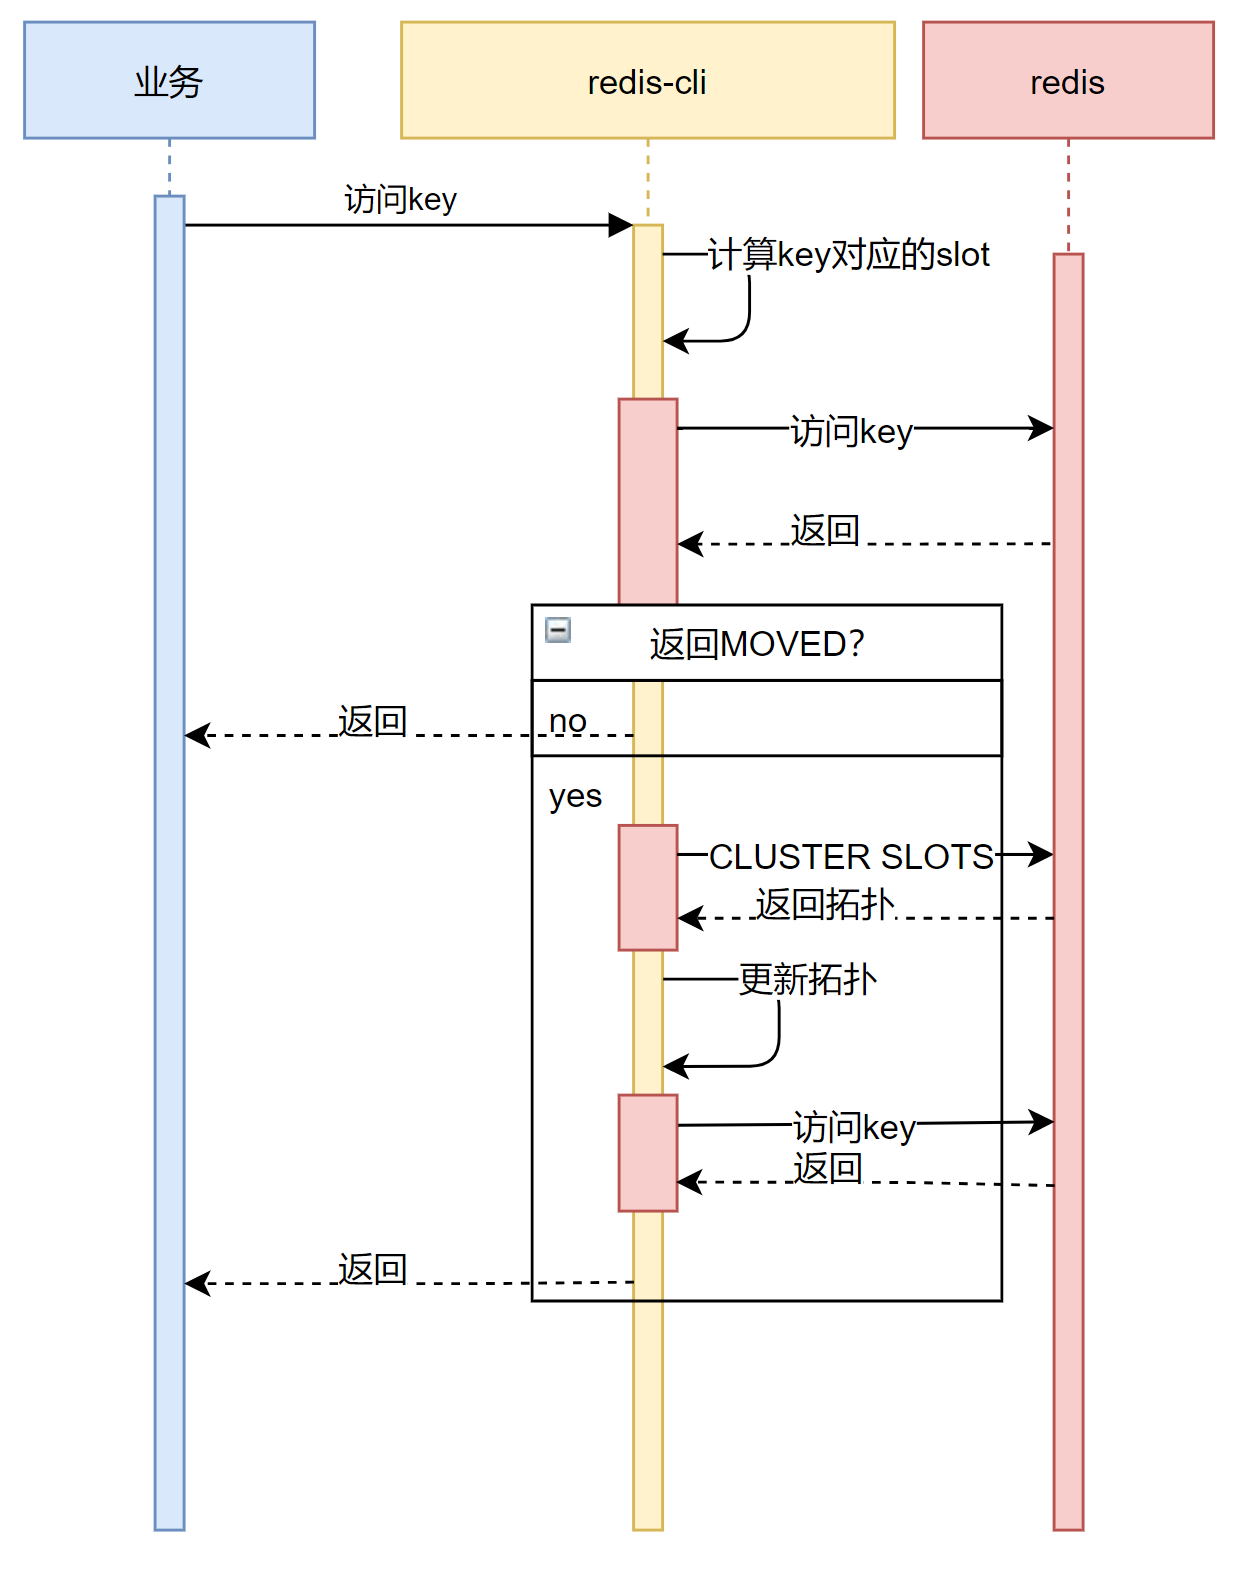 业务
redis-cli
redis
访问key
计算key对应的slot
访问key
返回
返回MOVED?
no
返回
yes
CLUSTER SLOTS
返回拓扑
更新拓扑
访问key
返回
返回